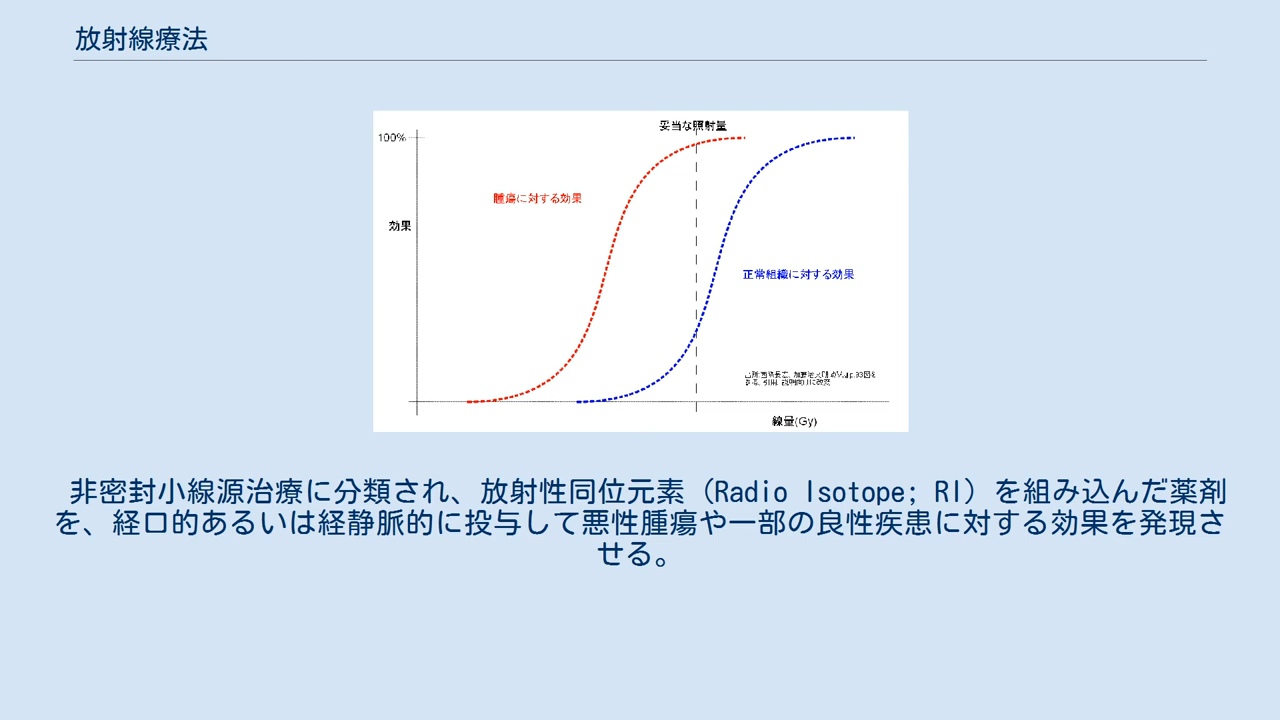 放射線療法
妥当な照射量
100%
腫瘍に対する効果
効果
正常組織に対する効果
線量(Gy)
非密封小線源治療に分類され、放射性同位元素（Radio Isotope; RI）を組み込んだ薬剤
を、経口的あるいは経静脈的に投与して悪性腫瘍や一部の良性疾患に対する効果を発現さ
せる。